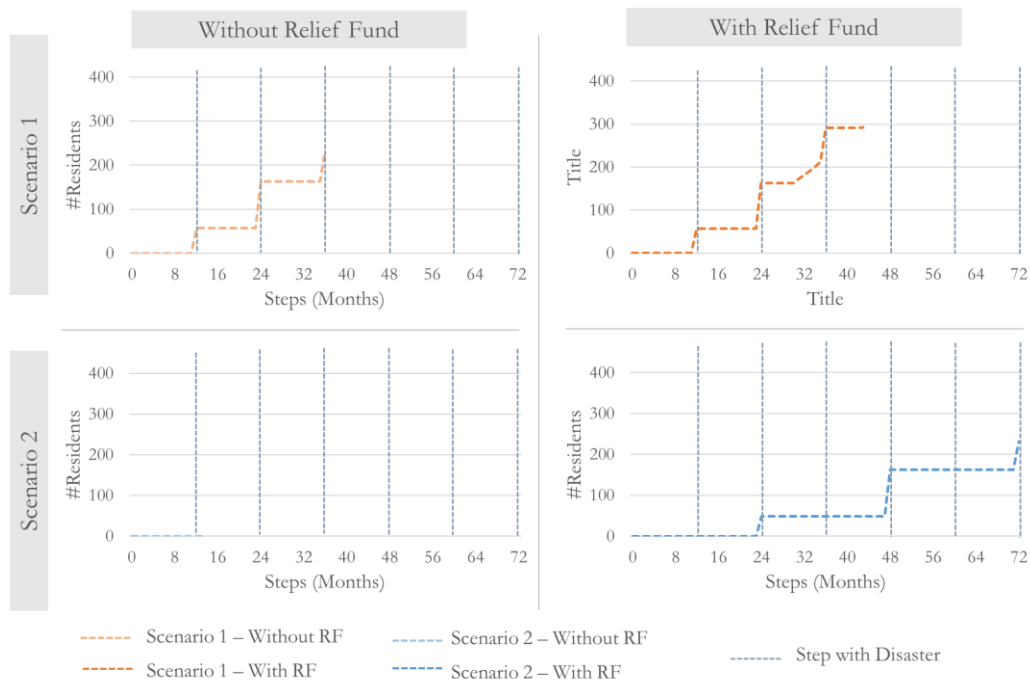 Without Relief Fund
With Relief Fund
Scenario 1
#Residents
400
300
200
100
0
0 8 16 24 32 40 48 56 64 72
Steps (Months)
Title
400
300
200
100
0
0 8 16 24 32 40 48 56 64 72
Title
Scenario 2
#Residents
400
300
200
100
0
0 8 16 24 32 40 48 56 64 72
Steps (Months)
#Residents
400
300
200
100
0
0 8 16 24 32 40 48 56 64 72
Steps (Months)
Scenario 1 – Without RF
Scenario 2 – Without RF
Scenario 1 – With RF
Scenario 2 – With RF
Step with Disaster